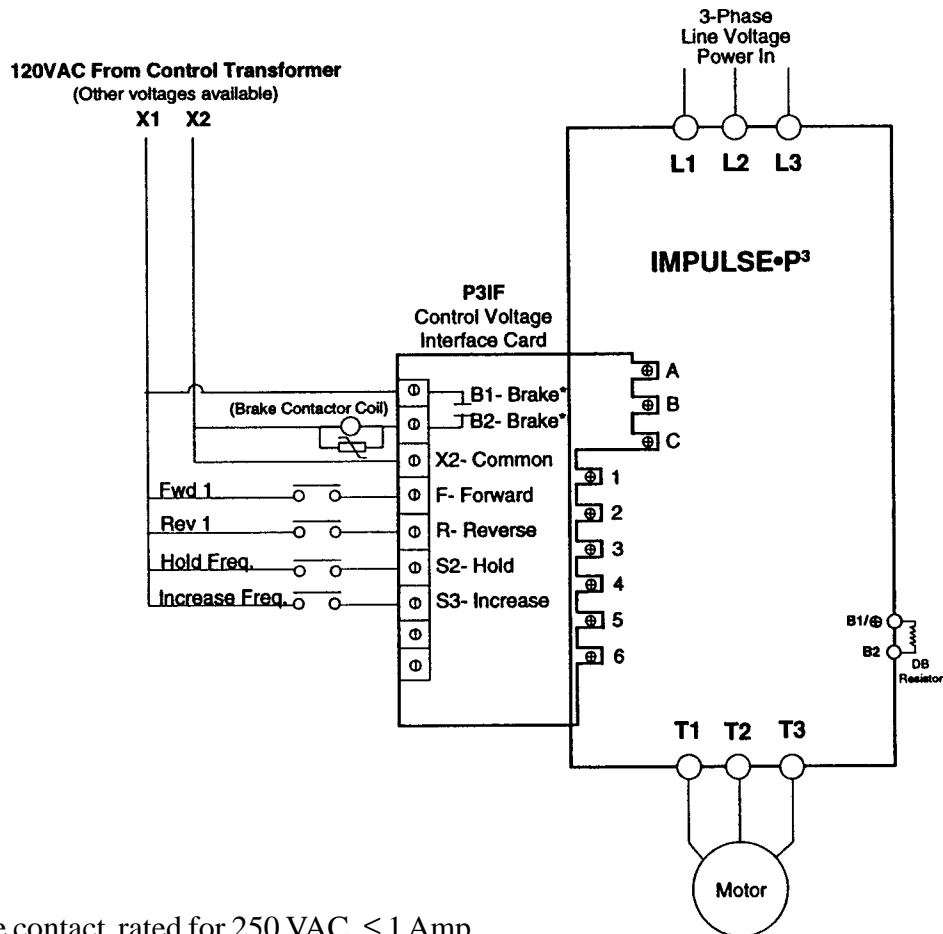 3-Phase
Line Voltage
Power In
120VAC From Control Transformer
(Other voltages available)
X1 X2
L1 L2 L3
IMPULSE•P³
P3IF
Control Voltage
Interface Card
A
B1- Brake*
B
(Brake Contactor Coil)
B2- Brake*
C
X2- Common
1
Fwd 1
F- Forward
2
Rev 1
R- Reverse
3
Hold Freq.
S2- Hold
4
Increase Freq.
S3- Increase
5
6
B1/⊕
B2
DB
Resistor
T1 T2 T3
Motor
contact rated for 250 VAC, ≤ 1 Amp